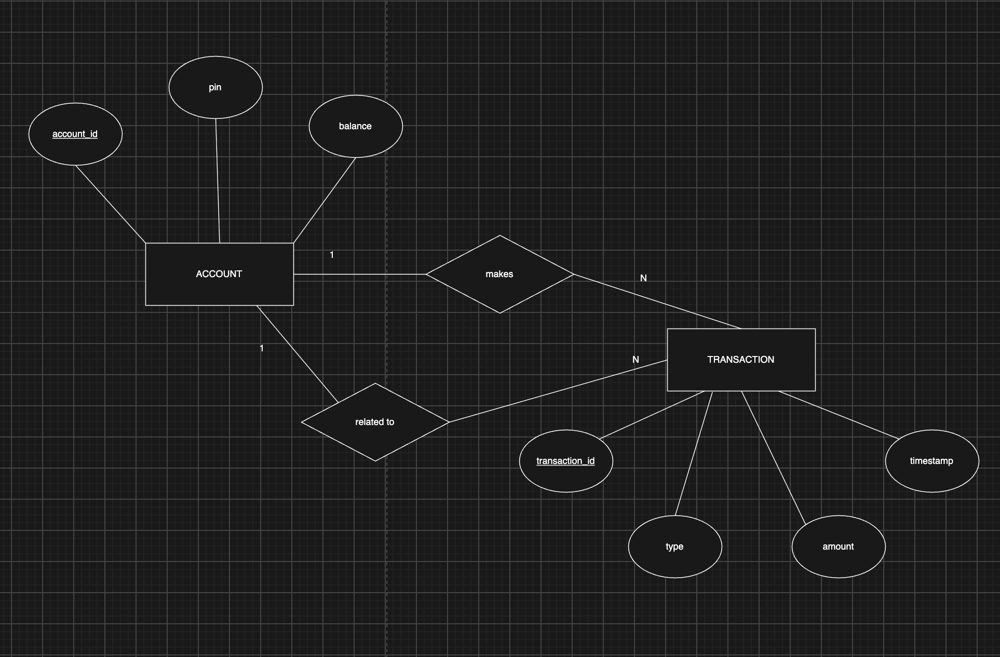 pin
balance
account_id
1
ACCOUNT
makes
N
1
N
TRANSACTION
related to
transaction_id
timestamp
type
amount